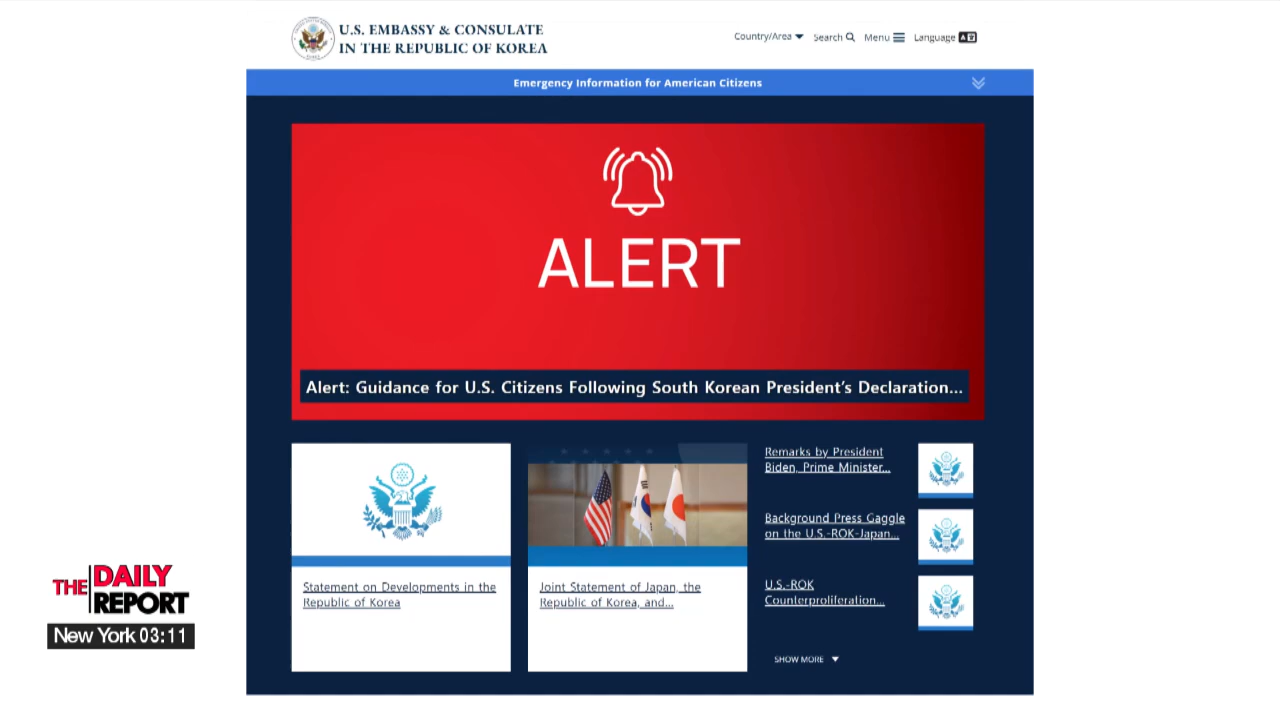 U.S. EMBASSY & CONSULATE
IN THE REPUBLIC OF KOREA
Country/Area Search Menu Language
Emergency Information for American Citizens
ALERT
Alert: Guidance for U.S. Citizens Following South Korean President's Declaration...
Statement on Developments in the
Republic of Korea
Joint Statement of Japan, the
Republic of Korea, and...
Remarks by President
Biden, Prime Minister...
Background Press Gaggle
on the U.S.-ROK-Japan...
U.S.-ROK
Counterproliferation...
SHOW MORE
THE DAILY
REPORT
New York 03:11